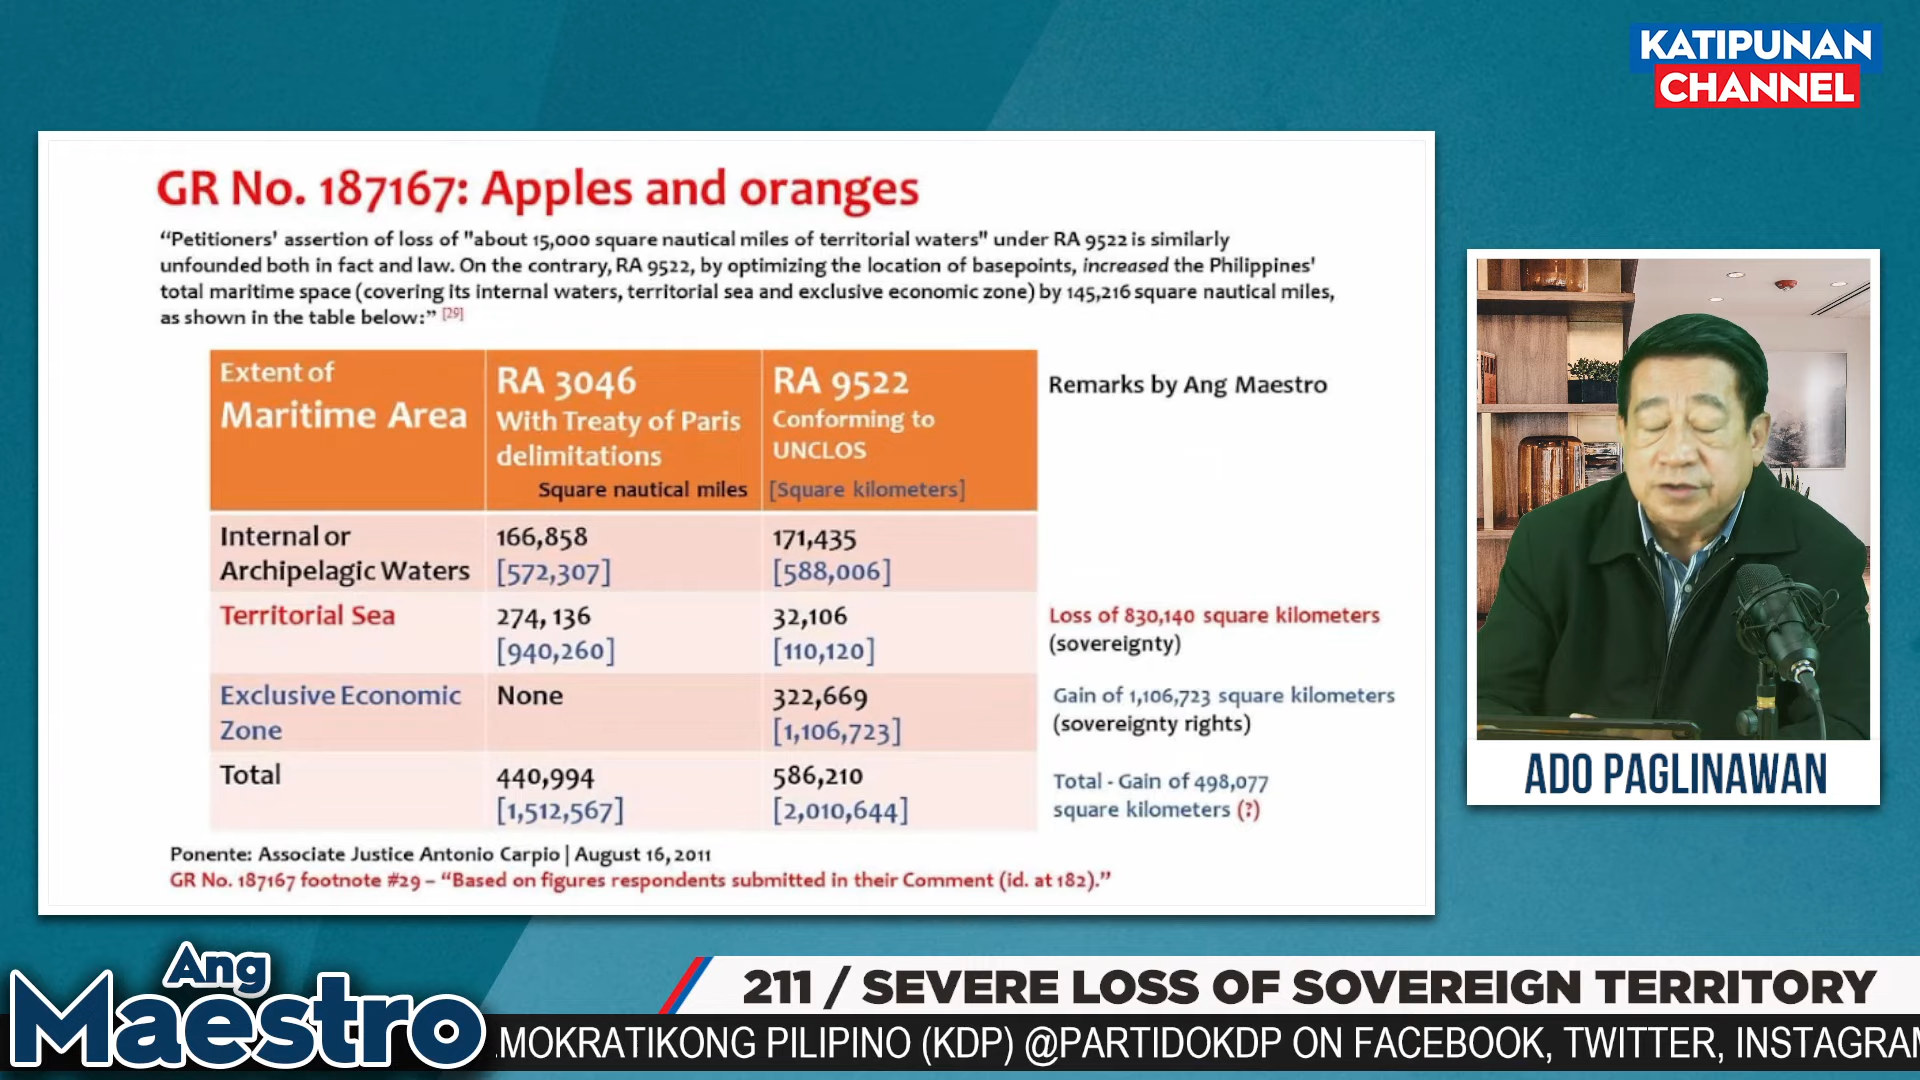 KATIPUNAN
CHANNEL
GR No. 187167: Apples and oranges
“Petitioners' assertion of loss of "about 15,000 square nautical miles of territorial waters" under RA 9522 is similarly
unfounded both in fact and law. On the contrary, RA 9522, by optimizing the location of basepoints, increased the Philippines'
total maritime space (covering its internal waters, territorial sea and exclusive economic zone) by 145,216 square nautical miles,
as shown in the table below:” [29]
Extent of
Maritime Area
RA 3046
With Treaty of Paris
delimitations
Square nautical miles
RA 9522
Conforming to
UNCLOS
[Square kilometers]
Remarks by Ang Maestro
Internal or
Archipelagic Waters
166,858
[572,307]
171,435
[588,006]
Territorial Sea
274, 136
[940,260]
32,106
[110,120]
Loss of 830,140 square kilometers
(sovereignty)
Exclusive Economic
Zone
None
322,669
[1,106,723]
Gain of 1,106,723 square kilometers
(sovereignty rights)
Total
440,994
[1,512,567]
586,210
[2,010,644]
Total - Gain of 498,077
square kilometers (?)
Ponente: Associate Justice Antonio Carpio | August 16, 2011
GR No. 187167 footnote #29 – “Based on figures respondents submitted in their Comment (id. at 182).”
ADO PAGLINAWAN
Ang
Maestro
211 / SEVERE LOSS OF SOVEREIGN TERRITORY
MOKRATIKONG PILIPINO (KDP) @PARTIDOKDP ON FACEBOOK, TWITTER, INSTAGRAM